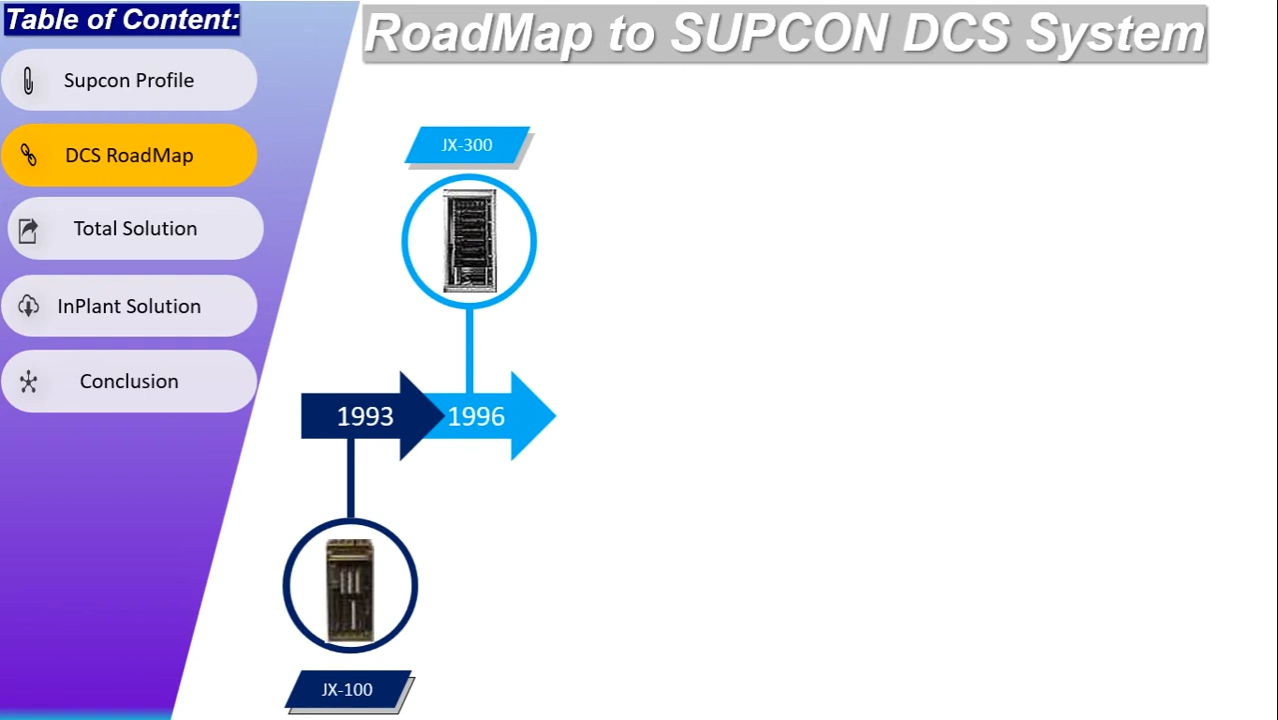 Table of Content:
Supcon Profile
DCS RoadMap
Total Solution
InPlant Solution
Conclusion
RoadMap to SUPCON DCS System
JX-300
1993
1996
JX-100